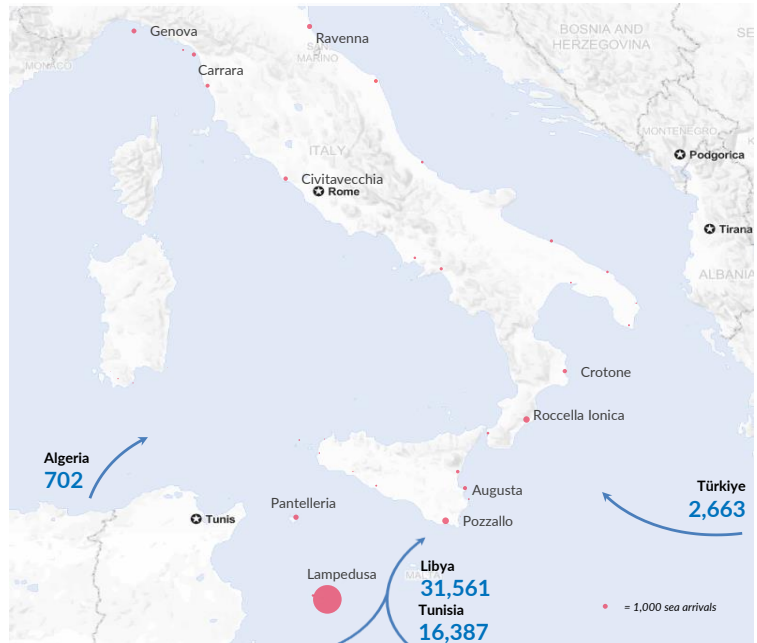 Genova
Ravenna
BOSNIA AND
HERZEGOVINA
SE
SAN
MARINO
MONACO
Carrara
MONTENEGRO
K
ITALY
Podgorica
Civitavecchia
Rome
Tirana
ALBANIA
Crotone
Roccella Ionica
Algeria
702
Türkiye
2,663
Augusta
Pantelleria
Tunis
Pozzallo
Lampedusa
MALTA
Libya
31,561
Tunisia
16,387
= 1,000 sea arrivals